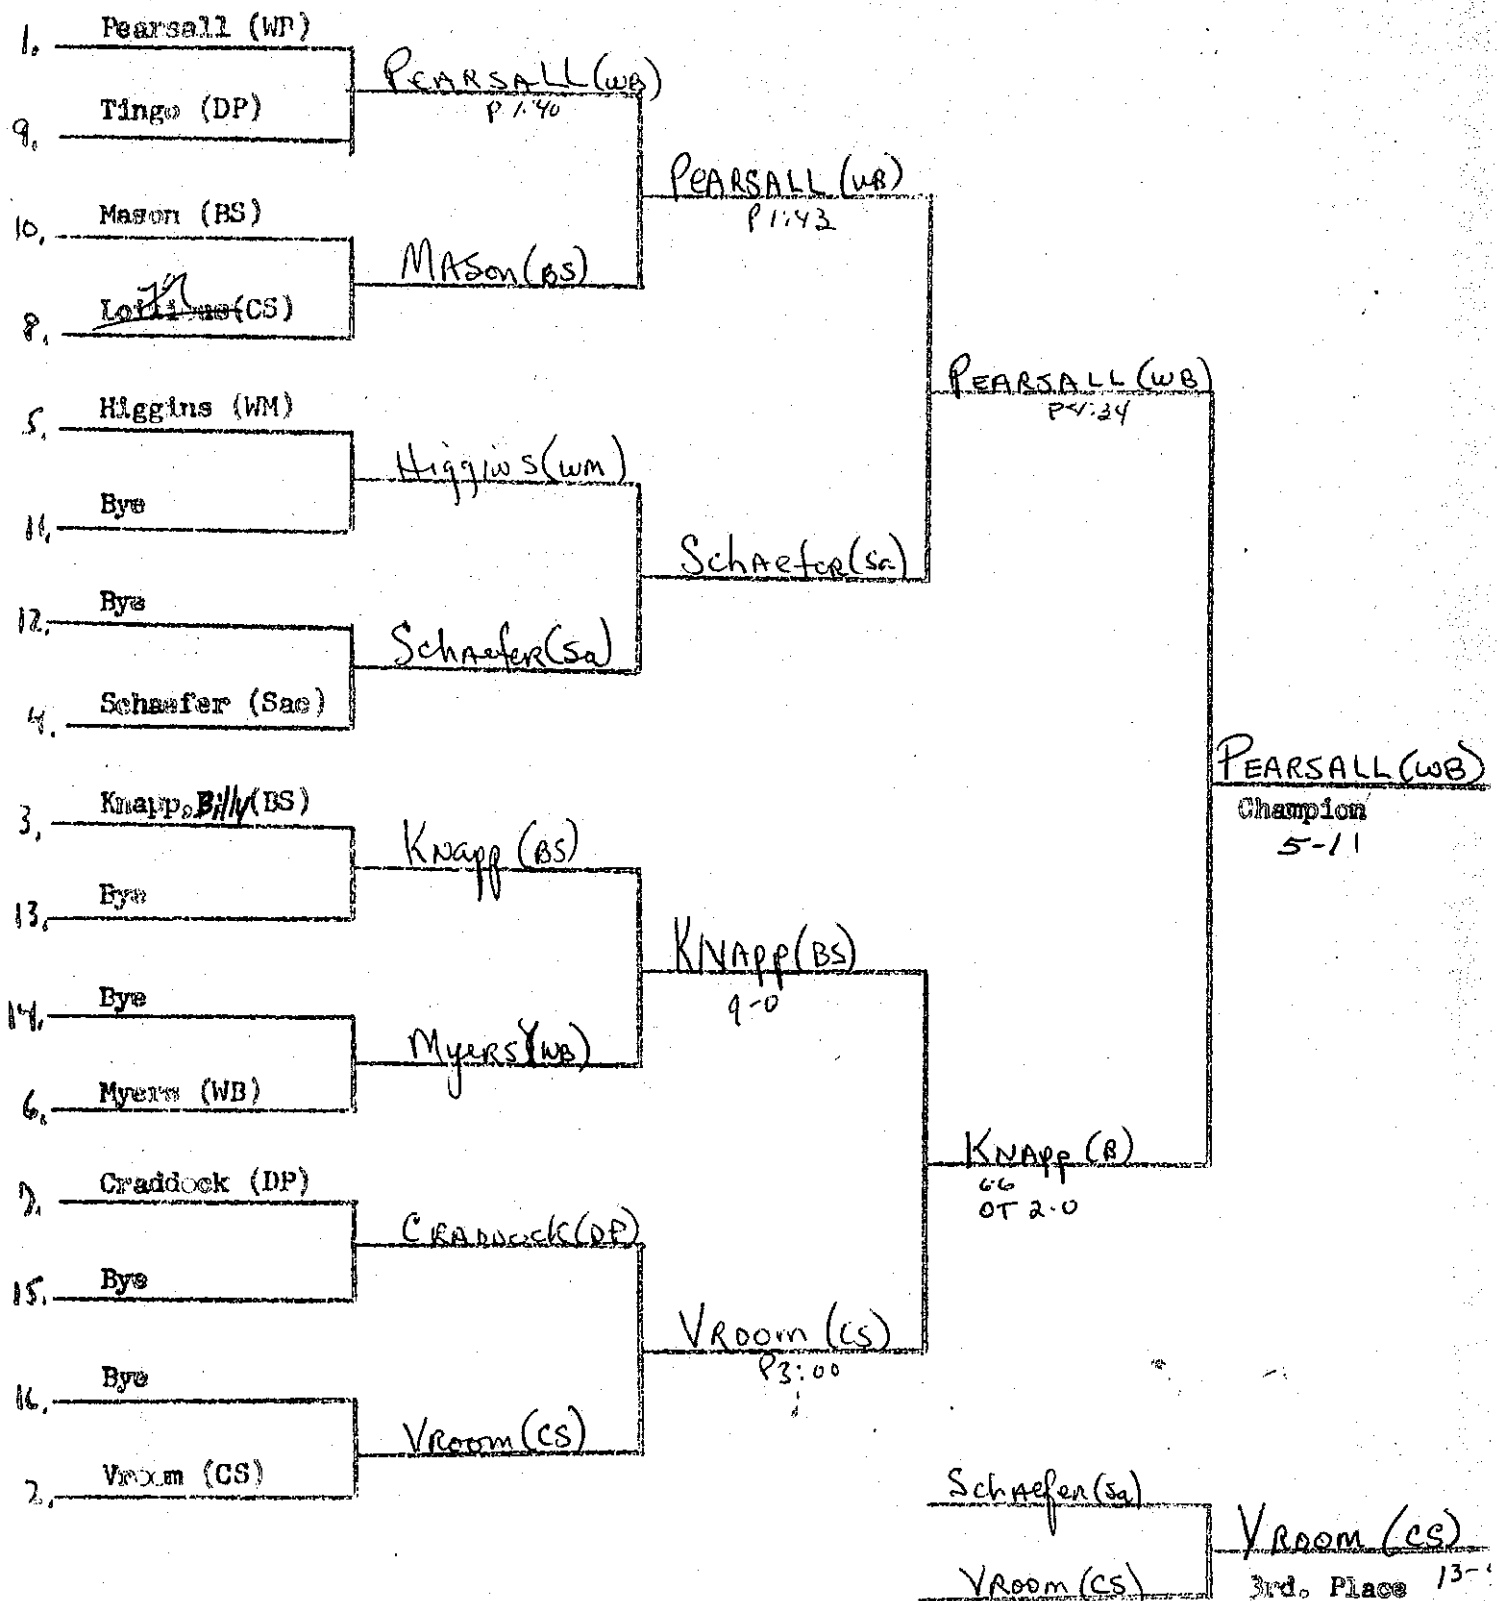 1. Pearsall (WP)
9. Tingo (DP)
10. Mason (BS)
8. (CS)
5. Higgins (WM)
11. Bye
12. Bye
4. Schaefer (Sac)
3. Knapp, Billy (BS)
13. Bye
14. Bye
6. Myers (WB)
7. Craddock (DP)
15. Bye
16. Bye
2. Vroom (CS)
PEARSALL (WB)
P 1:40
MASON (BS)
Higgins (WM)
Schaefer (Sa)
Knapp (BS)
Myers (WB)
CRADDOCK (DP)
VROOM (CS)
PEARSALL (WB)
P 1:43
Schaefer (Sa)
KNAPP (BS)
9-0
VROOM (CS)
P3:00
PEARSALL (WB)
P4:34
KNAPP (B)
6-6
OT 2-0
PEARSALL (WB)
Champion
5-11
Schaefer (Sa)
VROOM (CS)
VROOM (CS)
3rd. Place 13-